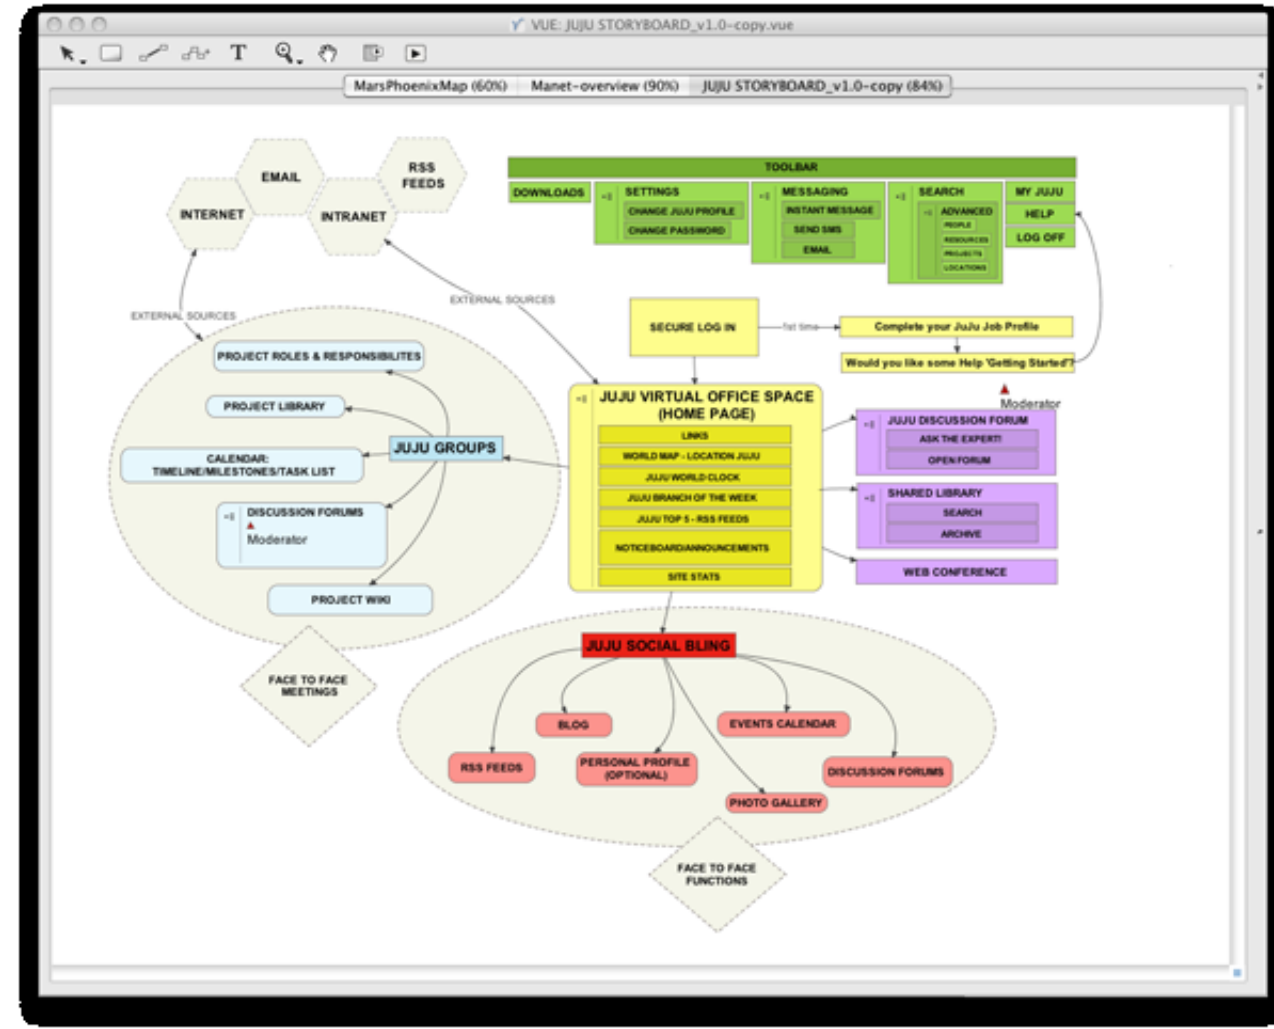 VUE: JUJU STORYBOARD_v1.0-copy.vue
T
MarsPhoenixMap (60%)
Manet-overview (90%)
JUJU STORYBOARD_v1.0-copy (84%)
INTERNET
EMAIL
INTRANET
RSS
FEEDS
TOOLBAR
DOWNLOADS
SETTINGS
CHANGE JUJU PROFILE
CHANGE PASSWORD
MESSAGING
INSTANT MESSAGE
SEND SMS
EMAIL
SEARCH
ADVANCED
PEOPLE
RESOURCES
PROJECTS
LOCATIONS
MY JUJU
HELP
LOG OFF
EXTERNAL SOURCES
EXTERNAL SOURCES
SECURE LOG IN
1st time
Complete your JuJu Job Profile
Would you like some Help 'Getting Started'?
Moderator
PROJECT ROLES & RESPONSIBILITES
PROJECT LIBRARY
JUJU GROUPS
CALENDAR:
TIMELINE/MILESTONES/TASK LIST
DISCUSSION FORUMS
Moderator
PROJECT WIKI
FACE TO FACE
MEETINGS
JUJU VIRTUAL OFFICE SPACE
(HOME PAGE)
LINKS
WORLD MAP - LOCATION JUJU
JUJU WORLD CLOCK
JUJU BRANCH OF THE WEEK
JUJU TOP 5 - RSS FEEDS
NOTICEBOARD/ANNOUNCEMENTS
SITE STATS
JUJU DISCUSSION FORUM
ASK THE EXPERT!
OPEN FORUM
SHARED LIBRARY
SEARCH
ARCHIVE
WEB CONFERENCE
JUJU SOCIAL BLING
RSS FEEDS
BLOG
PERSONAL PROFILE
(OPTIONAL)
EVENTS CALENDAR
PHOTO GALLERY
DISCUSSION FORUMS
FACE TO FACE
FUNCTIONS